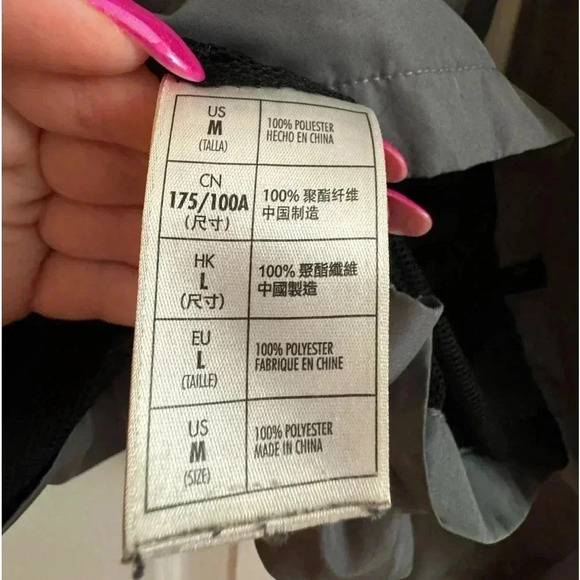 US
M
(TALLA)
100% POLIESTER
HECHO EN CHINA
CN
175/100A
(尺寸)
100% 聚酯纤维
中国制造
HK
L
(尺寸)
100% 聚酯纖維
中國製造
EU
L
(TAILLE)
100% POLYESTER
FABRIQUE EN CHINE
US
M
(SIZE)
100% POLYESTER
MADE IN CHINA